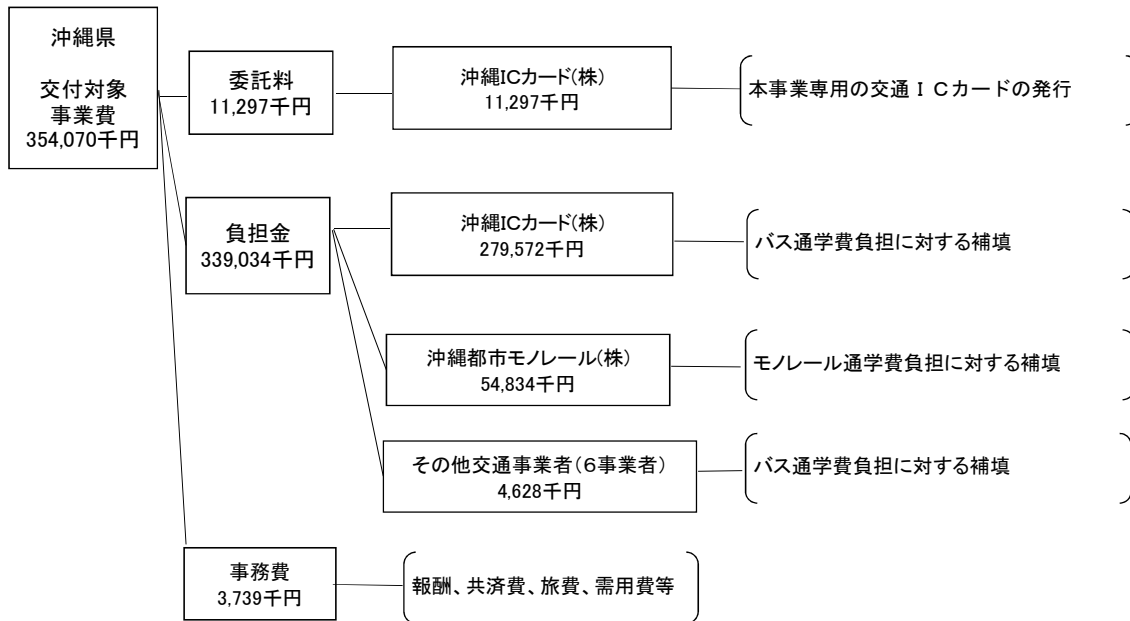 沖縄県
交付対象
事業費
354,070千円
委託料
11,297千円
沖縄ICカード(株)
11,297千円
本事業専用の交通ＩＣカードの発行
負担金
339,034千円
沖縄ICカード(株)
279,572千円
バス通学費負担に対する補填
沖縄都市モノレール(株)
54,834千円
モノレール通学費負担に対する補填
その他交通事業者(6事業者)
4,628千円
バス通学費負担に対する補填
事務費
3,739千円
報酬、共済費、旅費、需用費等